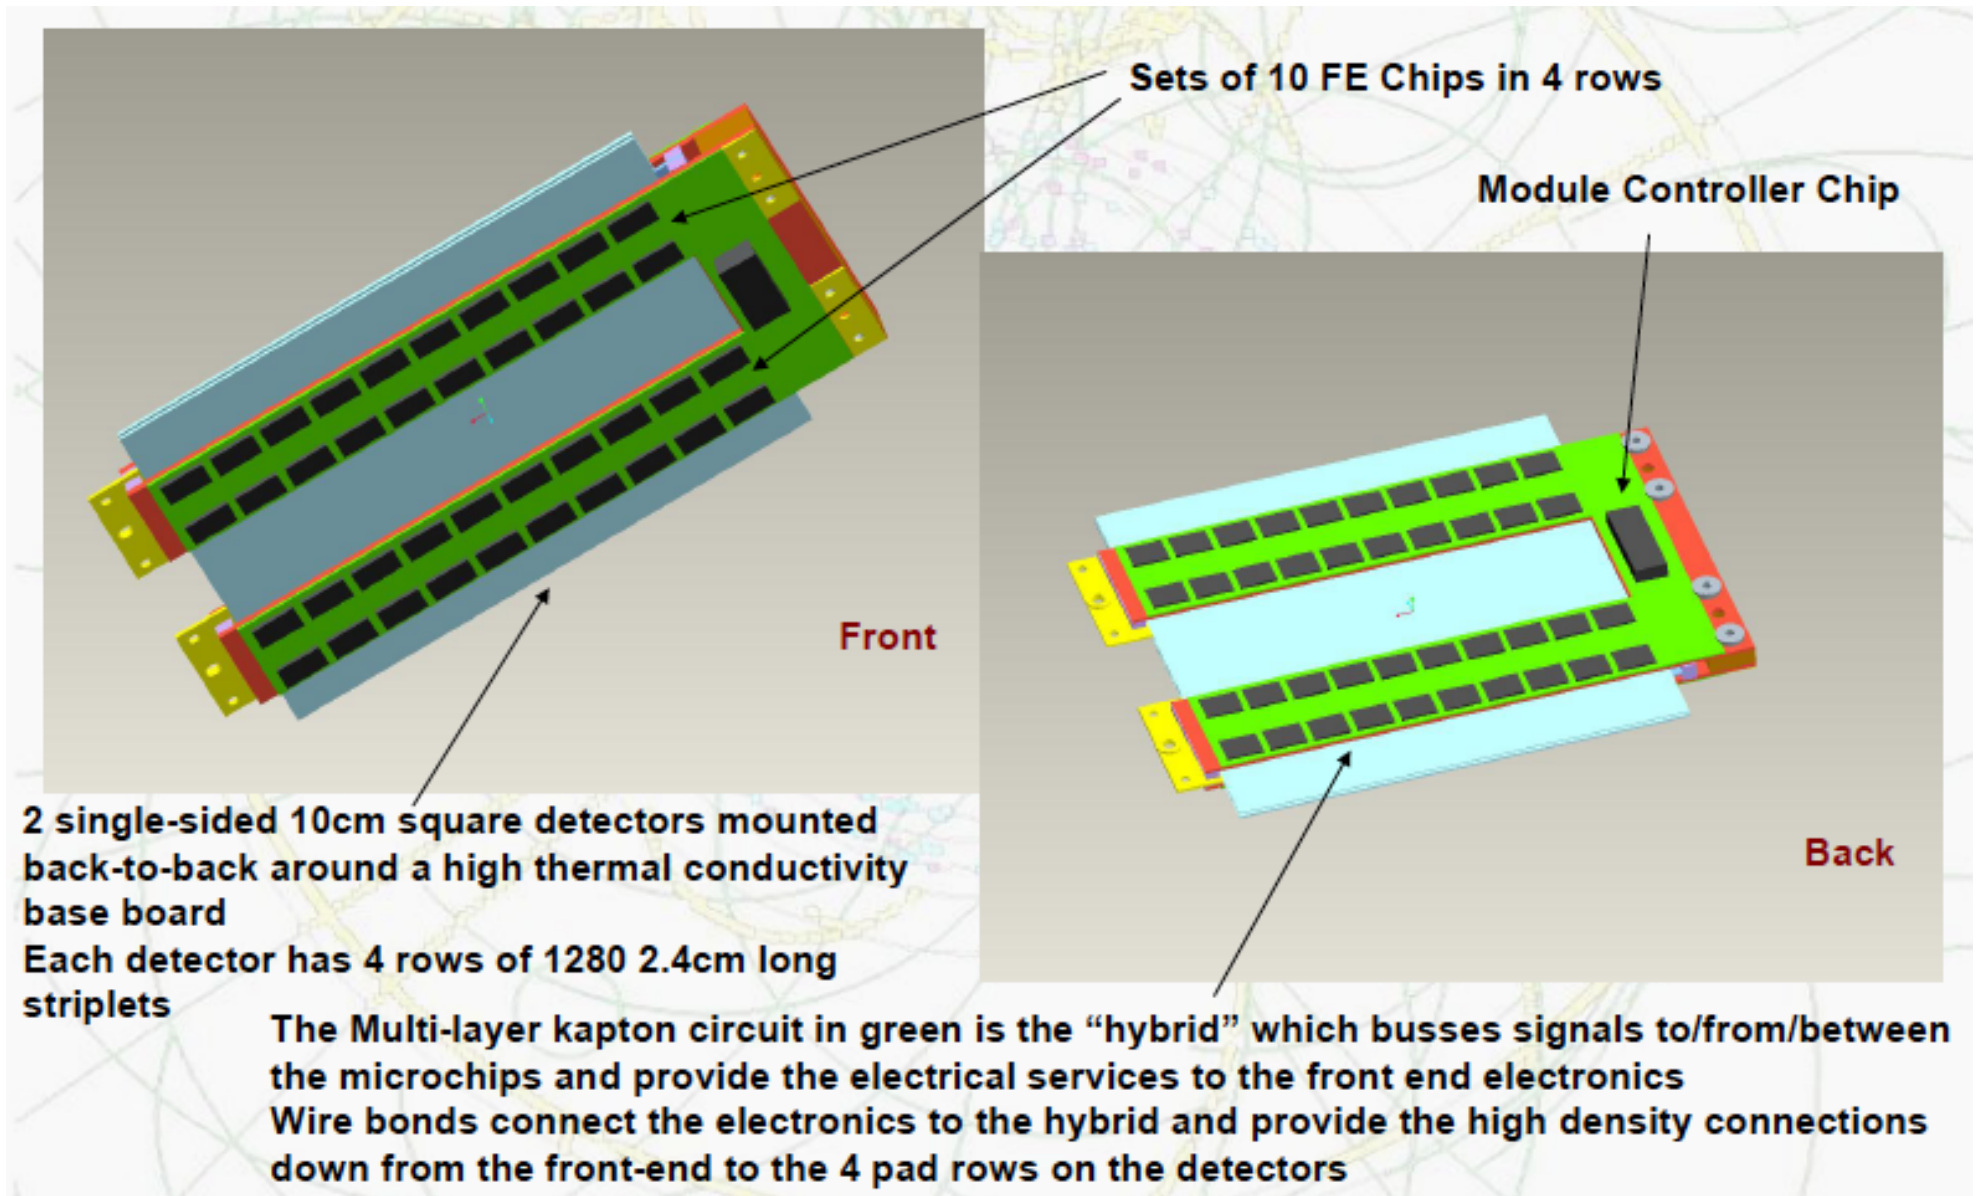 Sets of 10 FE Chips in 4 rows
Module Controller Chip
Front
Back
2 single-sided 10cm square detectors mounted
back-to-back around a high thermal conductivity
base board
Each detector has 4 rows of 1280 2.4cm long
striplets
The Multi-layer kapton circuit in green is the “hybrid” which busses signals to/from/between
the microchips and provide the electrical services to the front end electronics
Wire bonds connect the electronics to the hybrid and provide the high density connections
down from the front-end to the 4 pad rows on the detectors